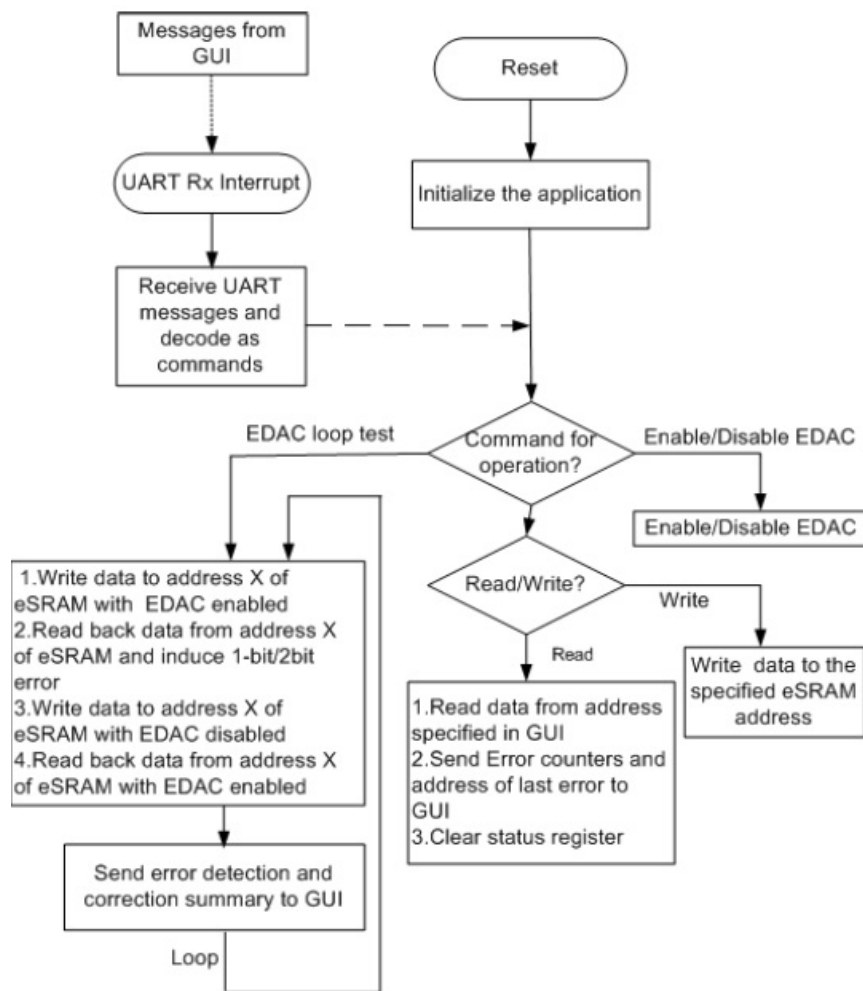 Messages from
GUI
Reset
UART Rx Interrupt
Initialize the application
Receive UART
messages and
decode as
commands
EDAC loop test
Command for
operation?
Enable/Disable EDAC
Enable/Disable EDAC
1.Write data to address X of
eSRAM with EDAC enabled
2.Read back data from address X
of eSRAM and induce 1-bit/2bit
error
3.Write data to address X of
eSRAM with EDAC disabled
4.Read back data from address X
of eSRAM with EDAC enabled
Read/Write?
Write
Read
Write data to the
specified eSRAM
address
1.Read data from address
specified in GUI
2.Send Error counters and
address of last error to
GUI
3.Clear status register
Send error detection and
correction summary to GUI
Loop